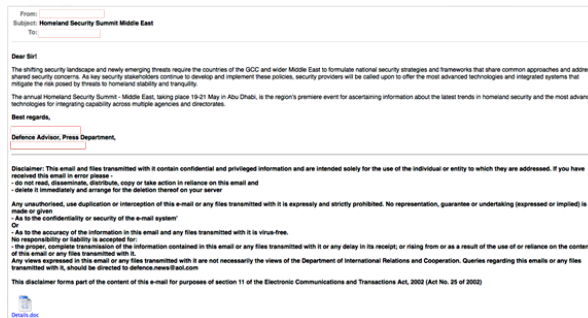 From:
Subject: Homeland Security Summit Middle East
To:
Dear Sir!
The shifting security landscape and newly emerging threats require the countries of the GCC and wider Middle East to formulate national security strategies and frameworks that share common approaches and addre
shared security concerns. As key security stakeholders continue to develop and implement these policies, security providers will be called upon to offer the most advanced technologies and integrated systems that
mitigate the risk posed by threats to homeland stability and tranquility.
The annual Homeland Security Summit - Middle East, taking place 19-21 May in Abu Dhabi, is the region's premiere event for ascertaining information about the latest trends in homeland security and the most advanc
technologies for integrating capability across multiple agencies and directorates.
Best regards,
Defence Advisor, Press Department,
Disclaimer: This email and files transmitted with it contain confidential and privileged information and are intended solely for the use of the individual or entity to which they are addressed. If you have
received this email in error please -
- do not read, disseminate, distribute, copy or take action in reliance on this email and
- delete it immediately and arrange for the deletion thereof on your server
Any unauthorised, use duplication or interception of this e-mail or any files transmitted with it is expressly and strictly prohibited. No representation, guarantee or undertaking (expressed or implied) is
made or given
- As to the confidentiality or security of the e-mail system'
Or
- As to the accuracy of the information in this email and any files transmitted with it is virus-free.
No responsibility or liability is accepted for:
- the proper, complete transmission of the information contained in this email or any files transmitted with it or any delay in its receipt; or rising from or as a result of the use of or reliance on the conten
of this email or any files transmitted with it.
Any views expressed in this email or any files transmitted with it are not necessarily the views of the Department of International Relations and Cooperation. Queries regarding this emails or any files
transmitted with it, should be directed to defence.news@aol.com
This disclaimer forms part of the content of this e-mail for purposes of section 11 of the Electronic Communications and Transactions Act, 2002 (Act No. 25 of 2002)
Details.doc